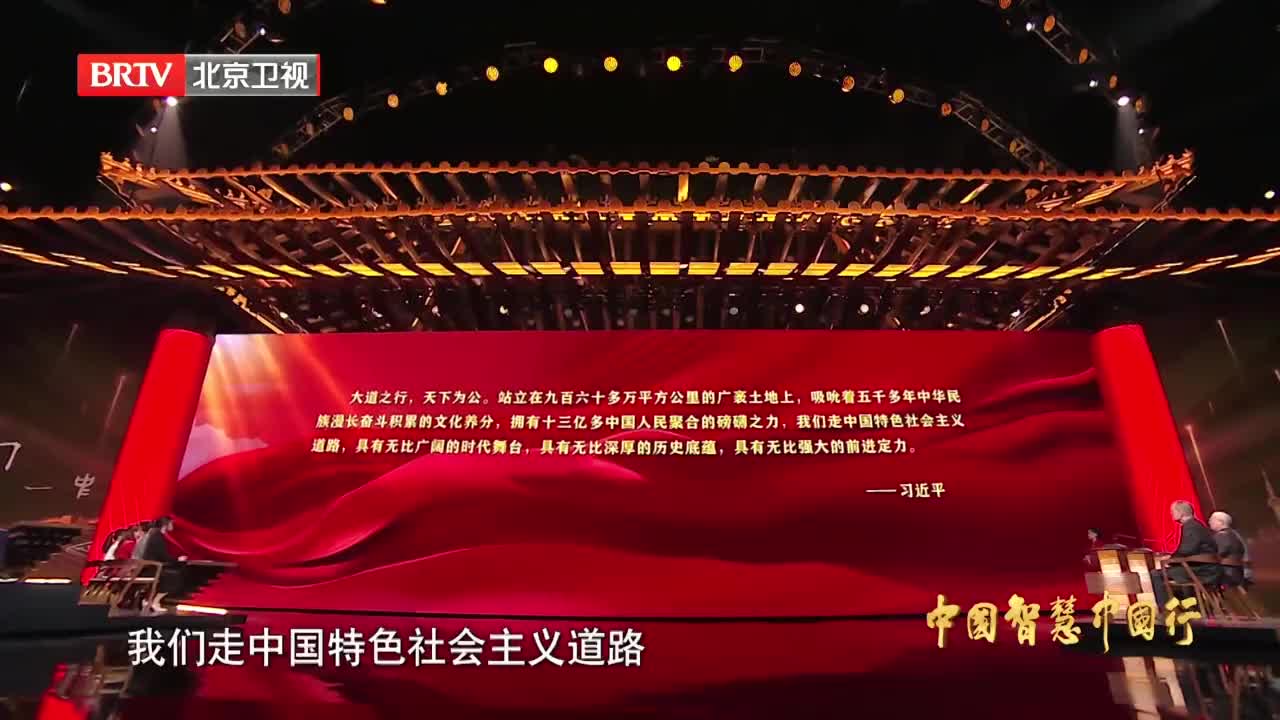 BRTV 北京卫视
大道之行，天下为公。站立在九百六十多万平方公里的广袤土地上，吸吮着五千多年中华民
族漫长奋斗积累的文化养分，拥有十三亿多中国人民聚合的磅礴之力，我们走中国特色社会主义
道路，具有无比广阔的时代舞台，具有无比深厚的历史底蕴，具有无比强大的前进定力。
——习近平
中国智慧中国行
我们走中国特色社会主义道路